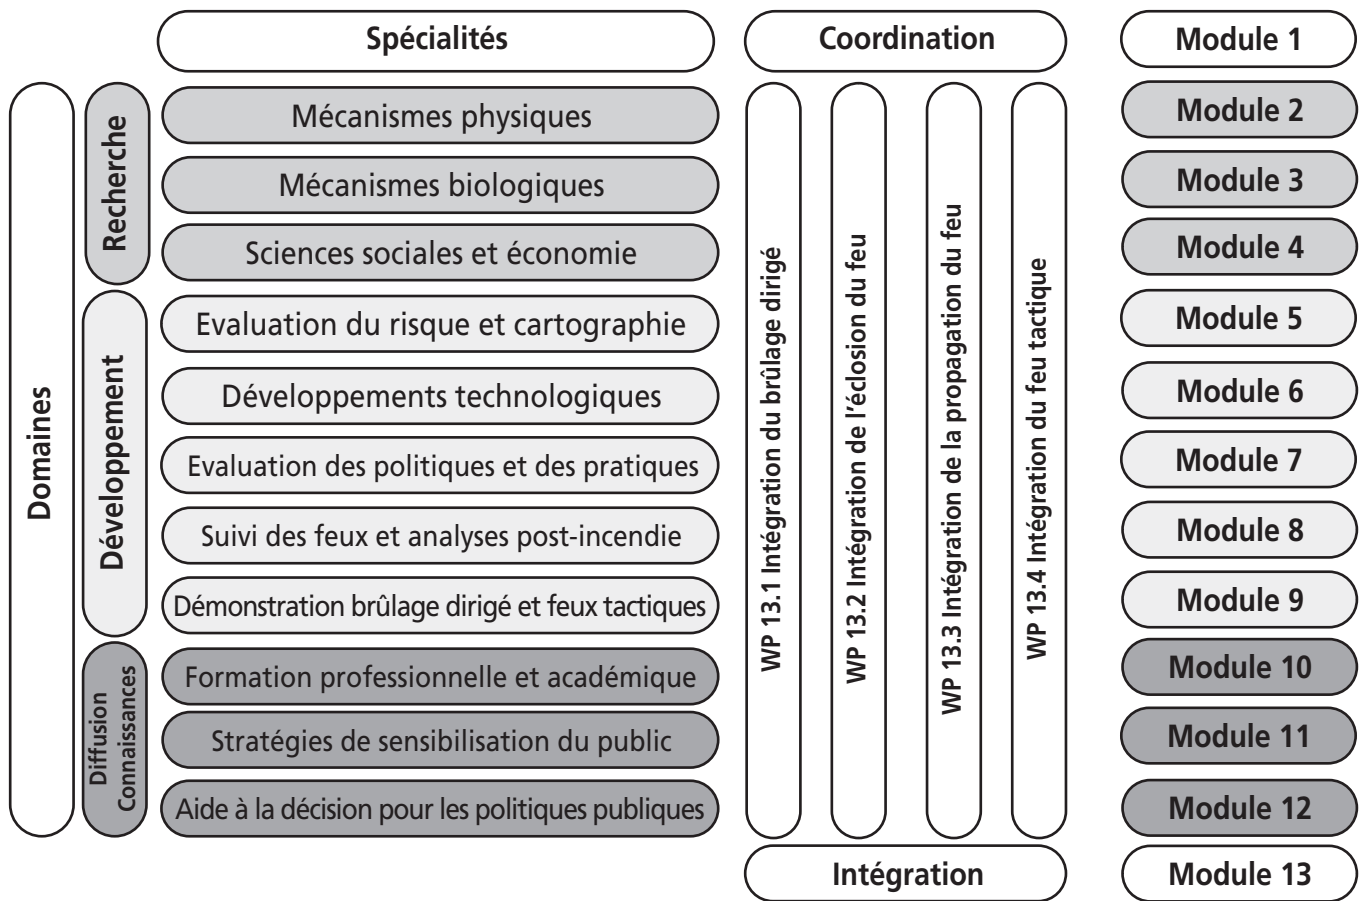 Spécialités
Coordination
Module 1
Domaines
Recherche
Mécanismes physiques
Module 2
Mécanismes biologiques
Module 3
Sciences sociales et économie
Module 4
Développement
Evaluation du risque et cartographie
Module 5
Développements technologiques
Module 6
Evaluation des politiques et des pratiques
Module 7
Suivi des feux et analyses post-incendie
Module 8
Démonstration brûlage dirigé et feux tactiques
Module 9
Diffusion
Connaissances
Formation professionnelle et académique
Module 10
Stratégies de sensibilisation du public
Module 11
Aide à la décision pour les politiques publiques
Module 12
WP 13.1 Intégration du brûlage dirigé
WP 13.2 Intégration de l'éclosion du feu
WP 13.3 Intégration de la propagation du feu
WP 13.4 Intégration du feu tactique
Intégration
Module 13